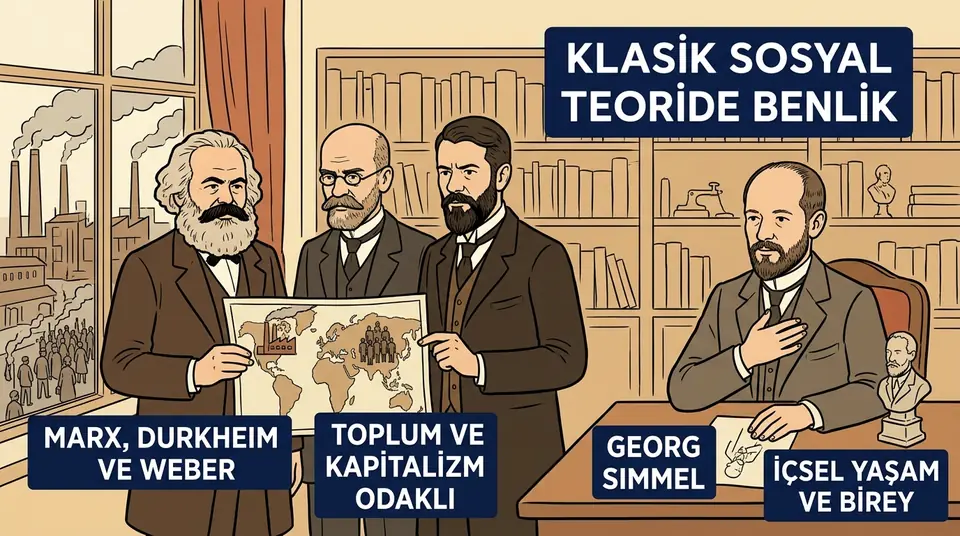 KLASİK SOSYAL
TEORİDE BENLİK
MARX, DURKHEIM
VE WEBER
TOPLUM VE
KAPİTALİZM
ODAKLI
GEORG
SIMMEL
İÇSEL YAŞAM
VE BİREY